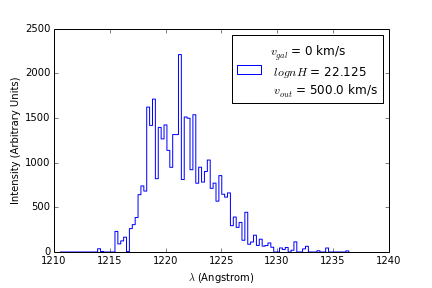 2500
2000
1500
1000
500
0
Intensity (Arbitrary Units)
v_gal = 0 km/s
lognH = 22.125
v_out = 500.0 km/s
1210 1215 1220 1225 1230 1235 1240
λ (Angstrom)